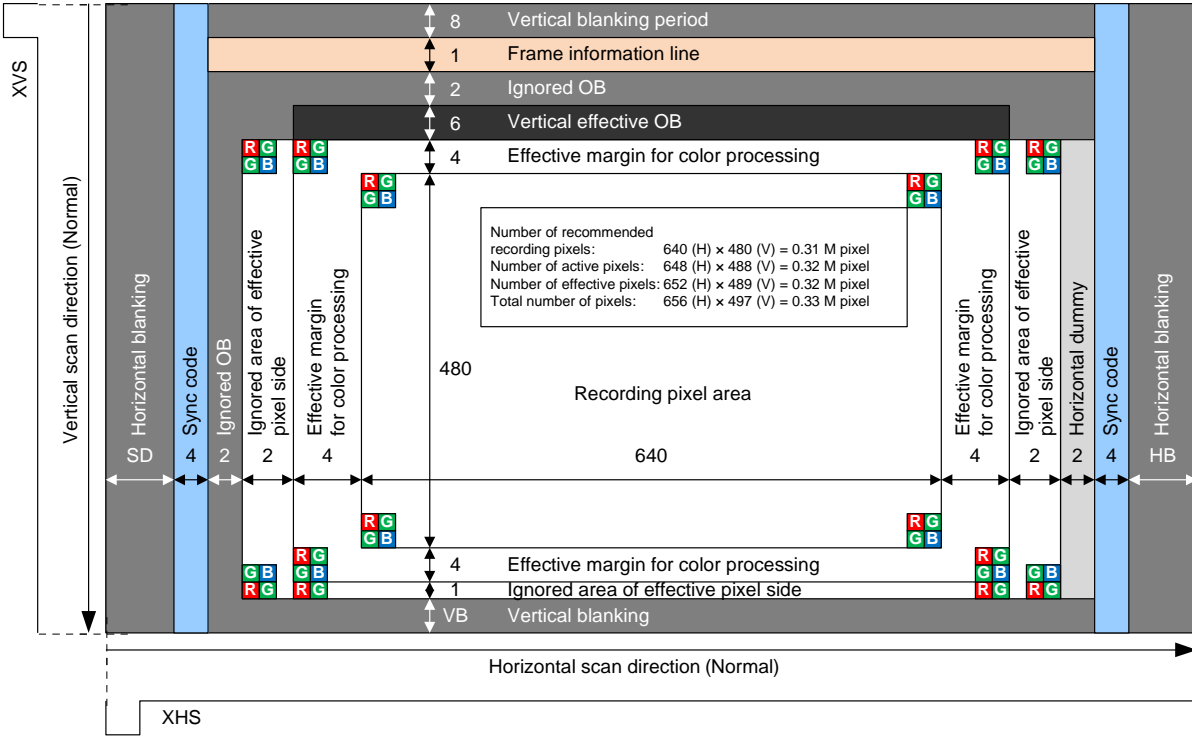 8 Vertical blanking period
1 Frame information line
2 Ignored OB
6 Vertical effective OB
4 Effective margin for color processing
XVS
Vertical scan direction (Normal)
R G R G R G R G
G B G B G B G B
R G R G
G B G B
Number of recommended
recording pixels: 640 (H) × 480 (V) = 0.31 M pixel
Number of active pixels: 648 (H) × 488 (V) = 0.32 M pixel
Number of effective pixels: 652 (H) × 489 (V) = 0.32 M pixel
Total number of pixels: 656 (H) × 497 (V) = 0.33 M pixel
Horizontal blanking
SD
Sync code
4
Ignored OB
2
Ignored area of effective
pixel side
2
Effective margin
for color processing
4
480
Recording pixel area
640
Effective margin
for color processing
4
Ignored area of effective
pixel side
2
Horizontal dummy
2
Sync code
4
Horizontal blanking
HB
R G R G
G B G B
R G R G
G B G B G B G B
R G R G R G R G
4 Effective margin for color processing
1 Ignored area of effective pixel side
VB Vertical blanking
Horizontal scan direction (Normal)
XHS